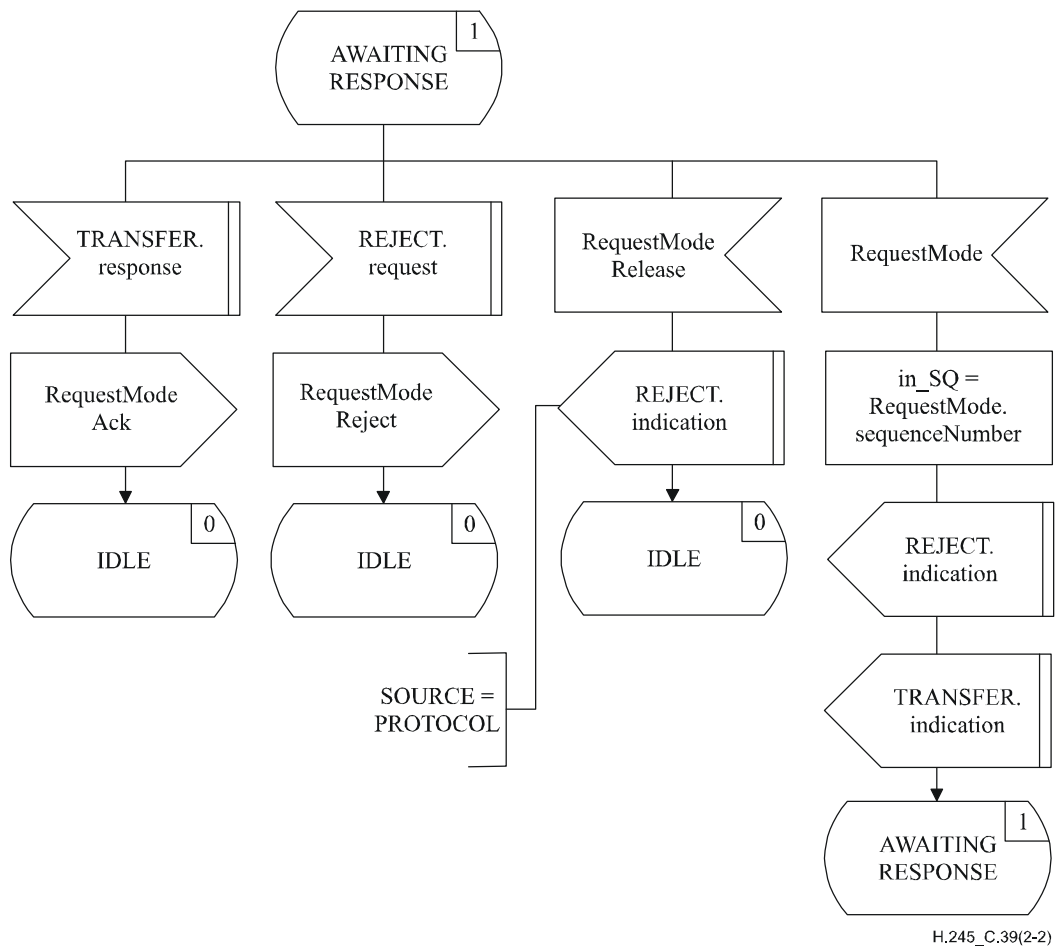 1
AWAITING
RESPONSE
TRANSFER.
response
REJECT.
request
RequestMode
Release
RequestMode
RequestMode
Ack
RequestMode
Reject
REJECT.
indication
in_SQ =
RequestMode.
sequenceNumber
0
IDLE
0
IDLE
0
IDLE
REJECT.
indication
SOURCE =
PROTOCOL
TRANSFER.
indication
1
AWAITING
RESPONSE
H.245_C.39(2-2)